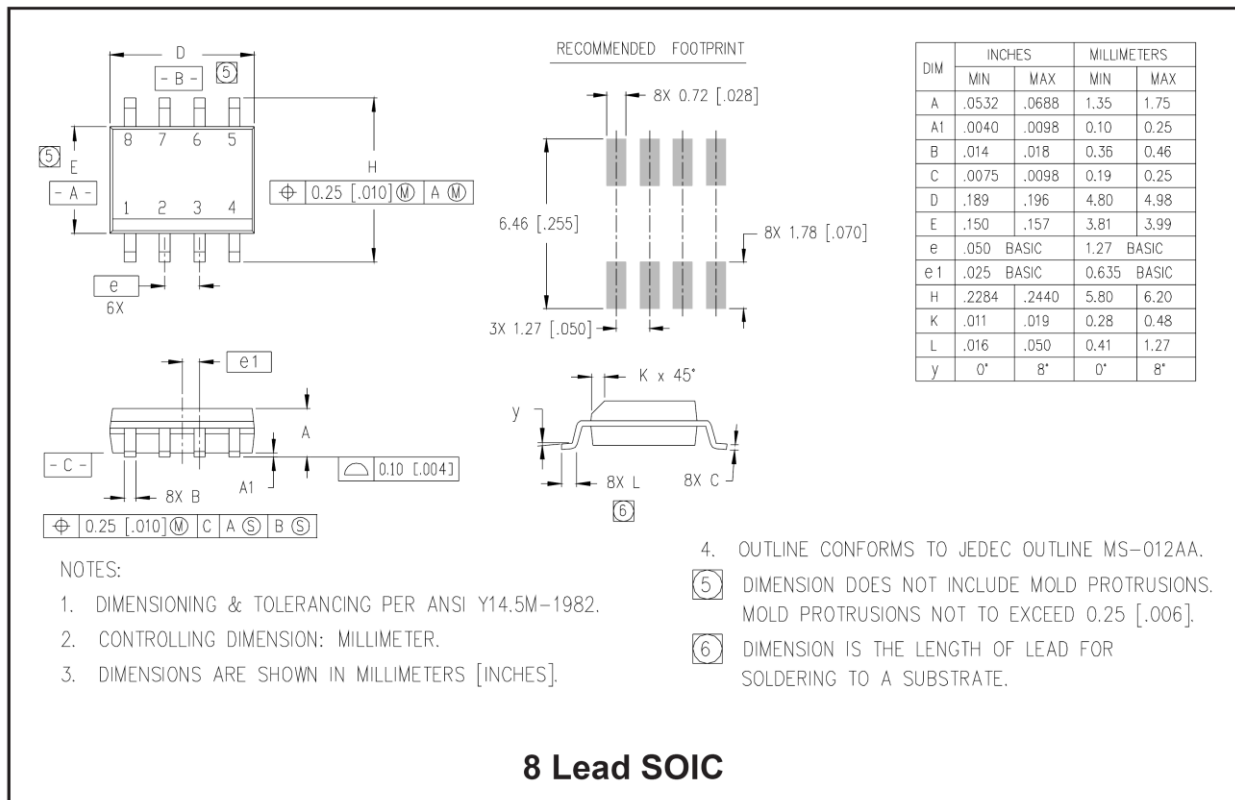 D
- B -
5
8 7 6 5
5
E
- A -
H
⌖ 0.25 [.010] Ⓜ A Ⓜ
1 2 3 4
e
6X
RECOMMENDED FOOTPRINT
8X 0.72 [.028]
6.46 [.255]
8X 1.78 [.070]
3X 1.27 [.050]
DIM INCHES MILLIMETERS
MIN MAX MIN MAX
A .0532 .0688 1.35 1.75
A1 .0040 .0098 0.10 0.25
B .014 .018 0.36 0.46
C .0075 .0098 0.19 0.25
D .189 .196 4.80 4.98
E .150 .157 3.81 3.99
e .050 BASIC 1.27 BASIC
e1 .025 BASIC 0.635 BASIC
H .2284 .2440 5.80 6.20
K .011 .019 0.28 0.48
L .016 .050 0.41 1.27
y 0° 8° 0° 8°
e1
A
- C -
A1
8X B
⌓ 0.10 [.004]
⌖ 0.25 [.010] Ⓜ C A Ⓢ B Ⓢ
K x 45°
y
8X L
8X C
6
NOTES:
1. DIMENSIONING & TOLERANCING PER ANSI Y14.5M-1982.
2. CONTROLLING DIMENSION: MILLIMETER.
3. DIMENSIONS ARE SHOWN IN MILLIMETERS [INCHES].
4. OUTLINE CONFORMS TO JEDEC OUTLINE MS-012AA.
5 DIMENSION DOES NOT INCLUDE MOLD PROTRUSIONS.
MOLD PROTRUSIONS NOT TO EXCEED 0.25 [.006].
6 DIMENSION IS THE LENGTH OF LEAD FOR
SOLDERING TO A SUBSTRATE.
8 Lead SOIC